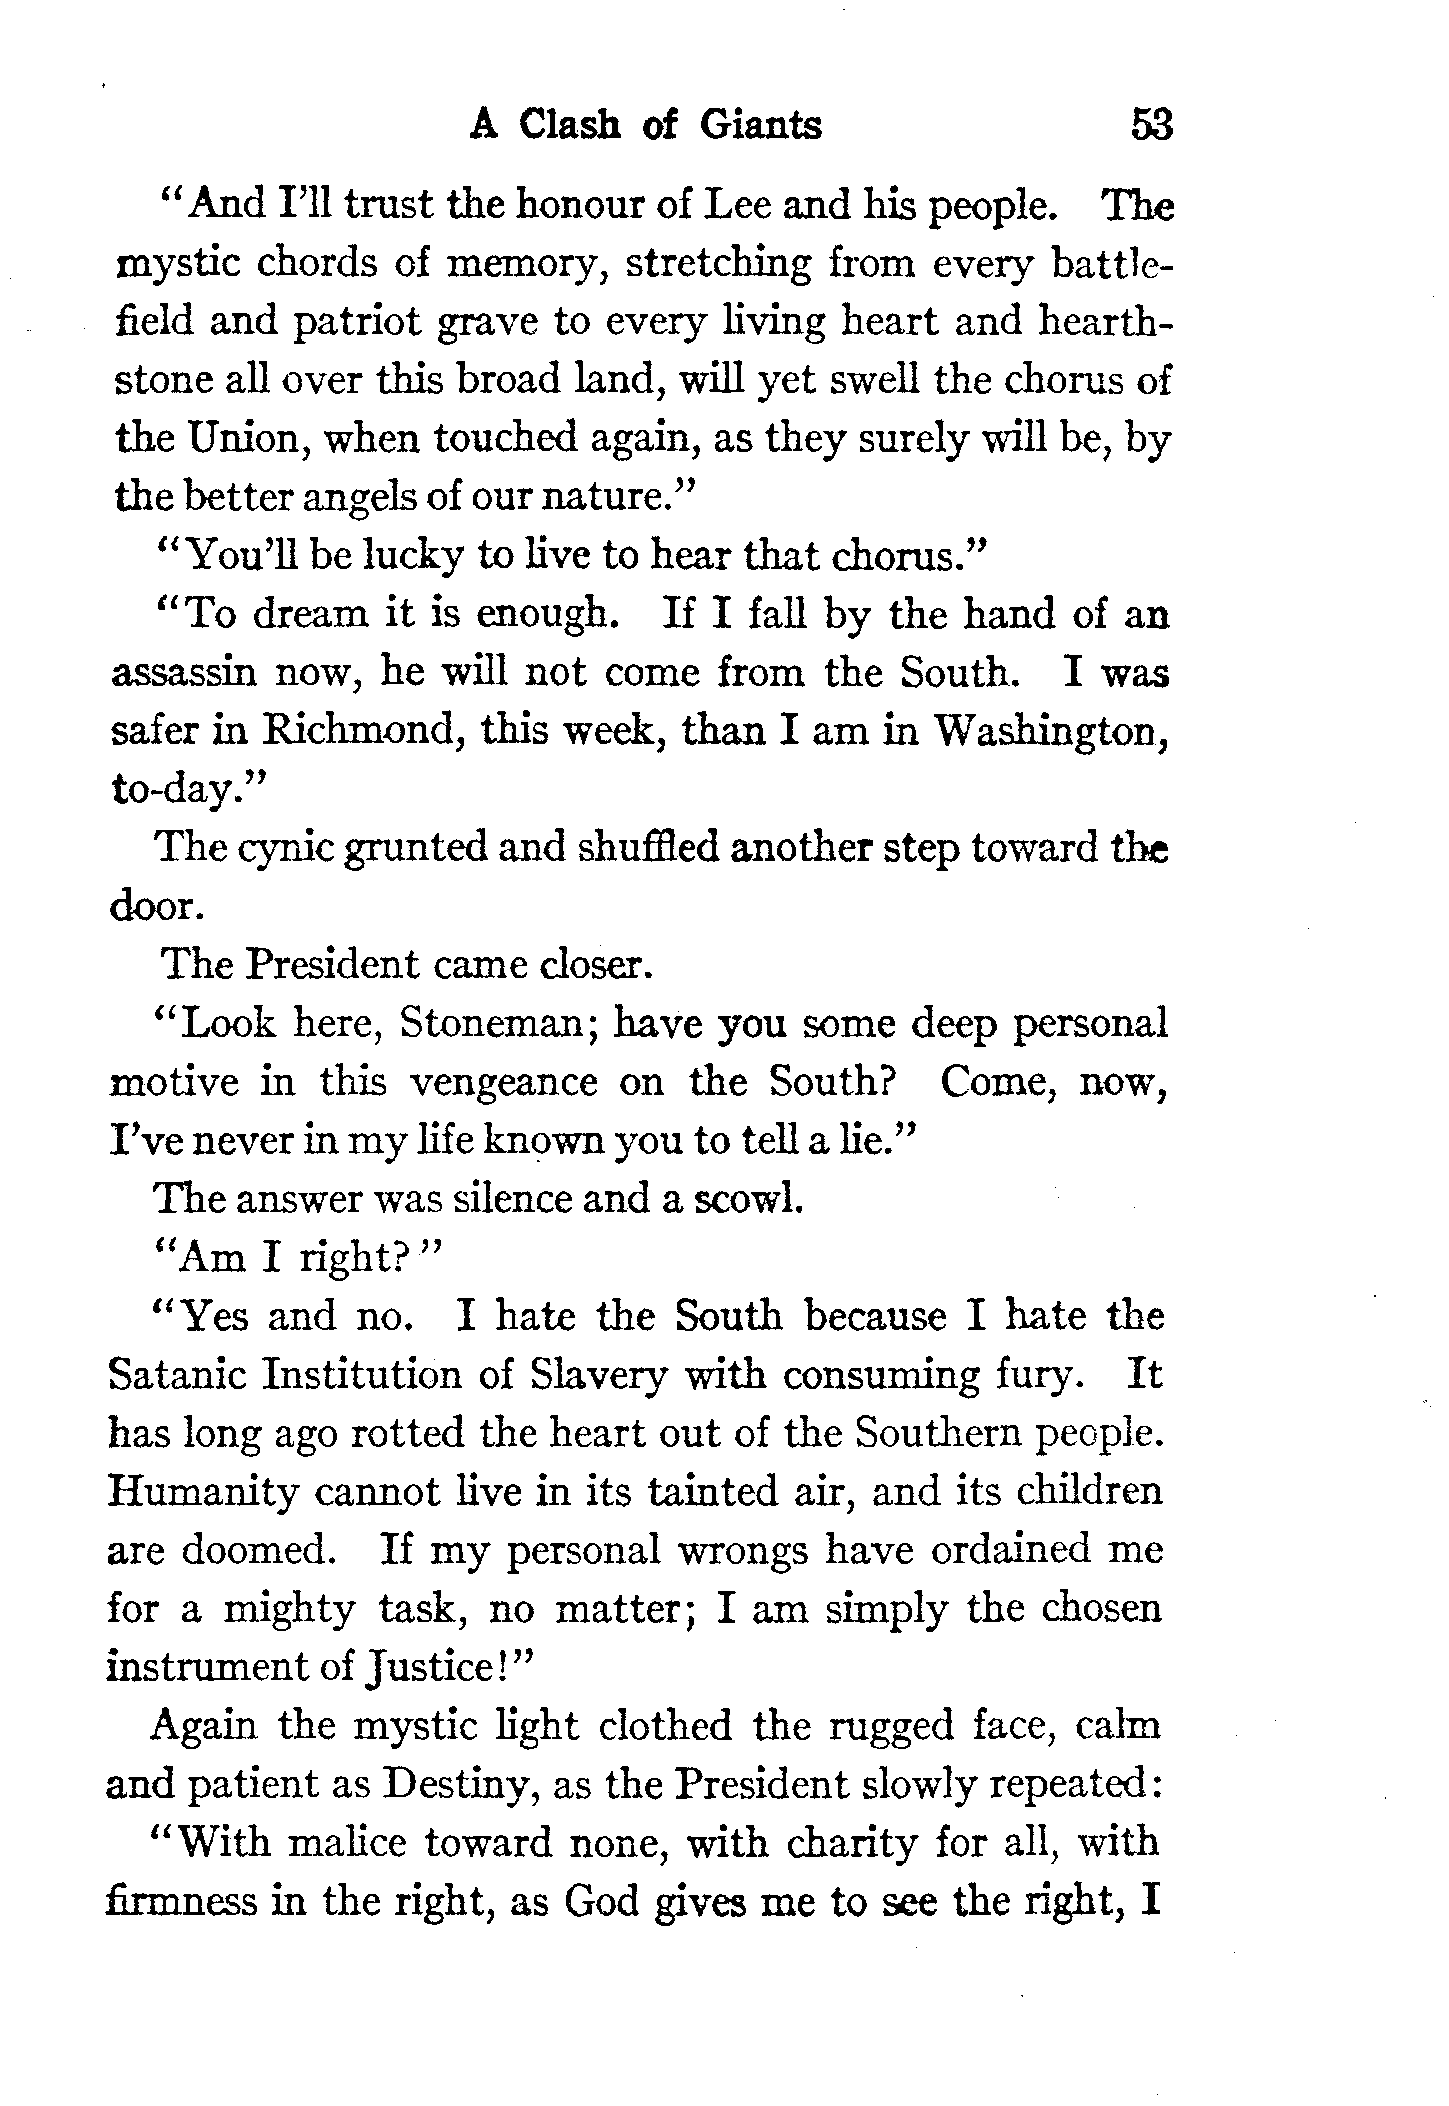 A Clash of Giants 53
"And I'll trust the honour of Lee and his people. The
mystic chords of memory, stretching from every battle-
field and patriot grave to every living heart and hearth-
stone all over this broad land, will yet swell the chorus of
the Union, when touched again, as they surely will be, by
the better angels of our nature."
"You'll be lucky to live to hear that chorus."
"To dream it is enough. If I fall by the hand of an
assassin now, he will not come from the South. I was
safer in Richmond, this week, than I am in Washington,
to-day."
The cynic grunted and shuffled another step toward the
door.
The President came closer.
"Look here, Stoneman; have you some deep personal
motive in this vengeance on the South? Come, now,
I've never in my life known you to tell a lie."
The answer was silence and a scowl.
"Am I right?"
"Yes and no. I hate the South because I hate the
Satanic Institution of Slavery with consuming fury. It
has long ago rotted the heart out of the Southern people.
Humanity cannot live in its tainted air, and its children
are doomed. If my personal wrongs have ordained me
for a mighty task, no matter; I am simply the chosen
instrument of Justice!"
Again the mystic light clothed the rugged face, calm
and patient as Destiny, as the President slowly repeated:
"With malice toward none, with charity for all, with
firmness in the right, as God gives me to see the right, I